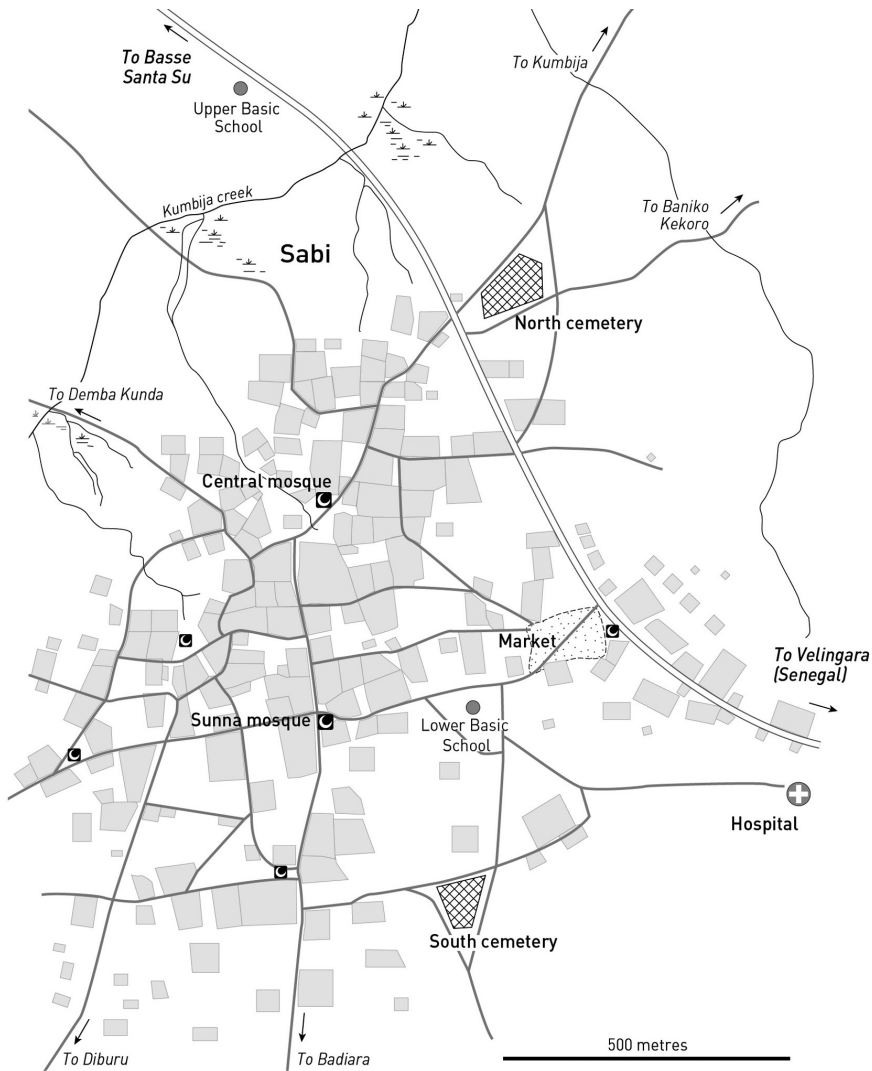 To Basse
Santa Su
To Kumbija
Upper Basic
School
Kumbija creek
To Baniko
Kekoro
Sabi
North cemetery
To Demba Kunda
Central mosque
Market
To Velingara
(Senegal)
Sunna mosque
Lower Basic
School
Hospital
South cemetery
500 metres
To Diburu
To Badiara